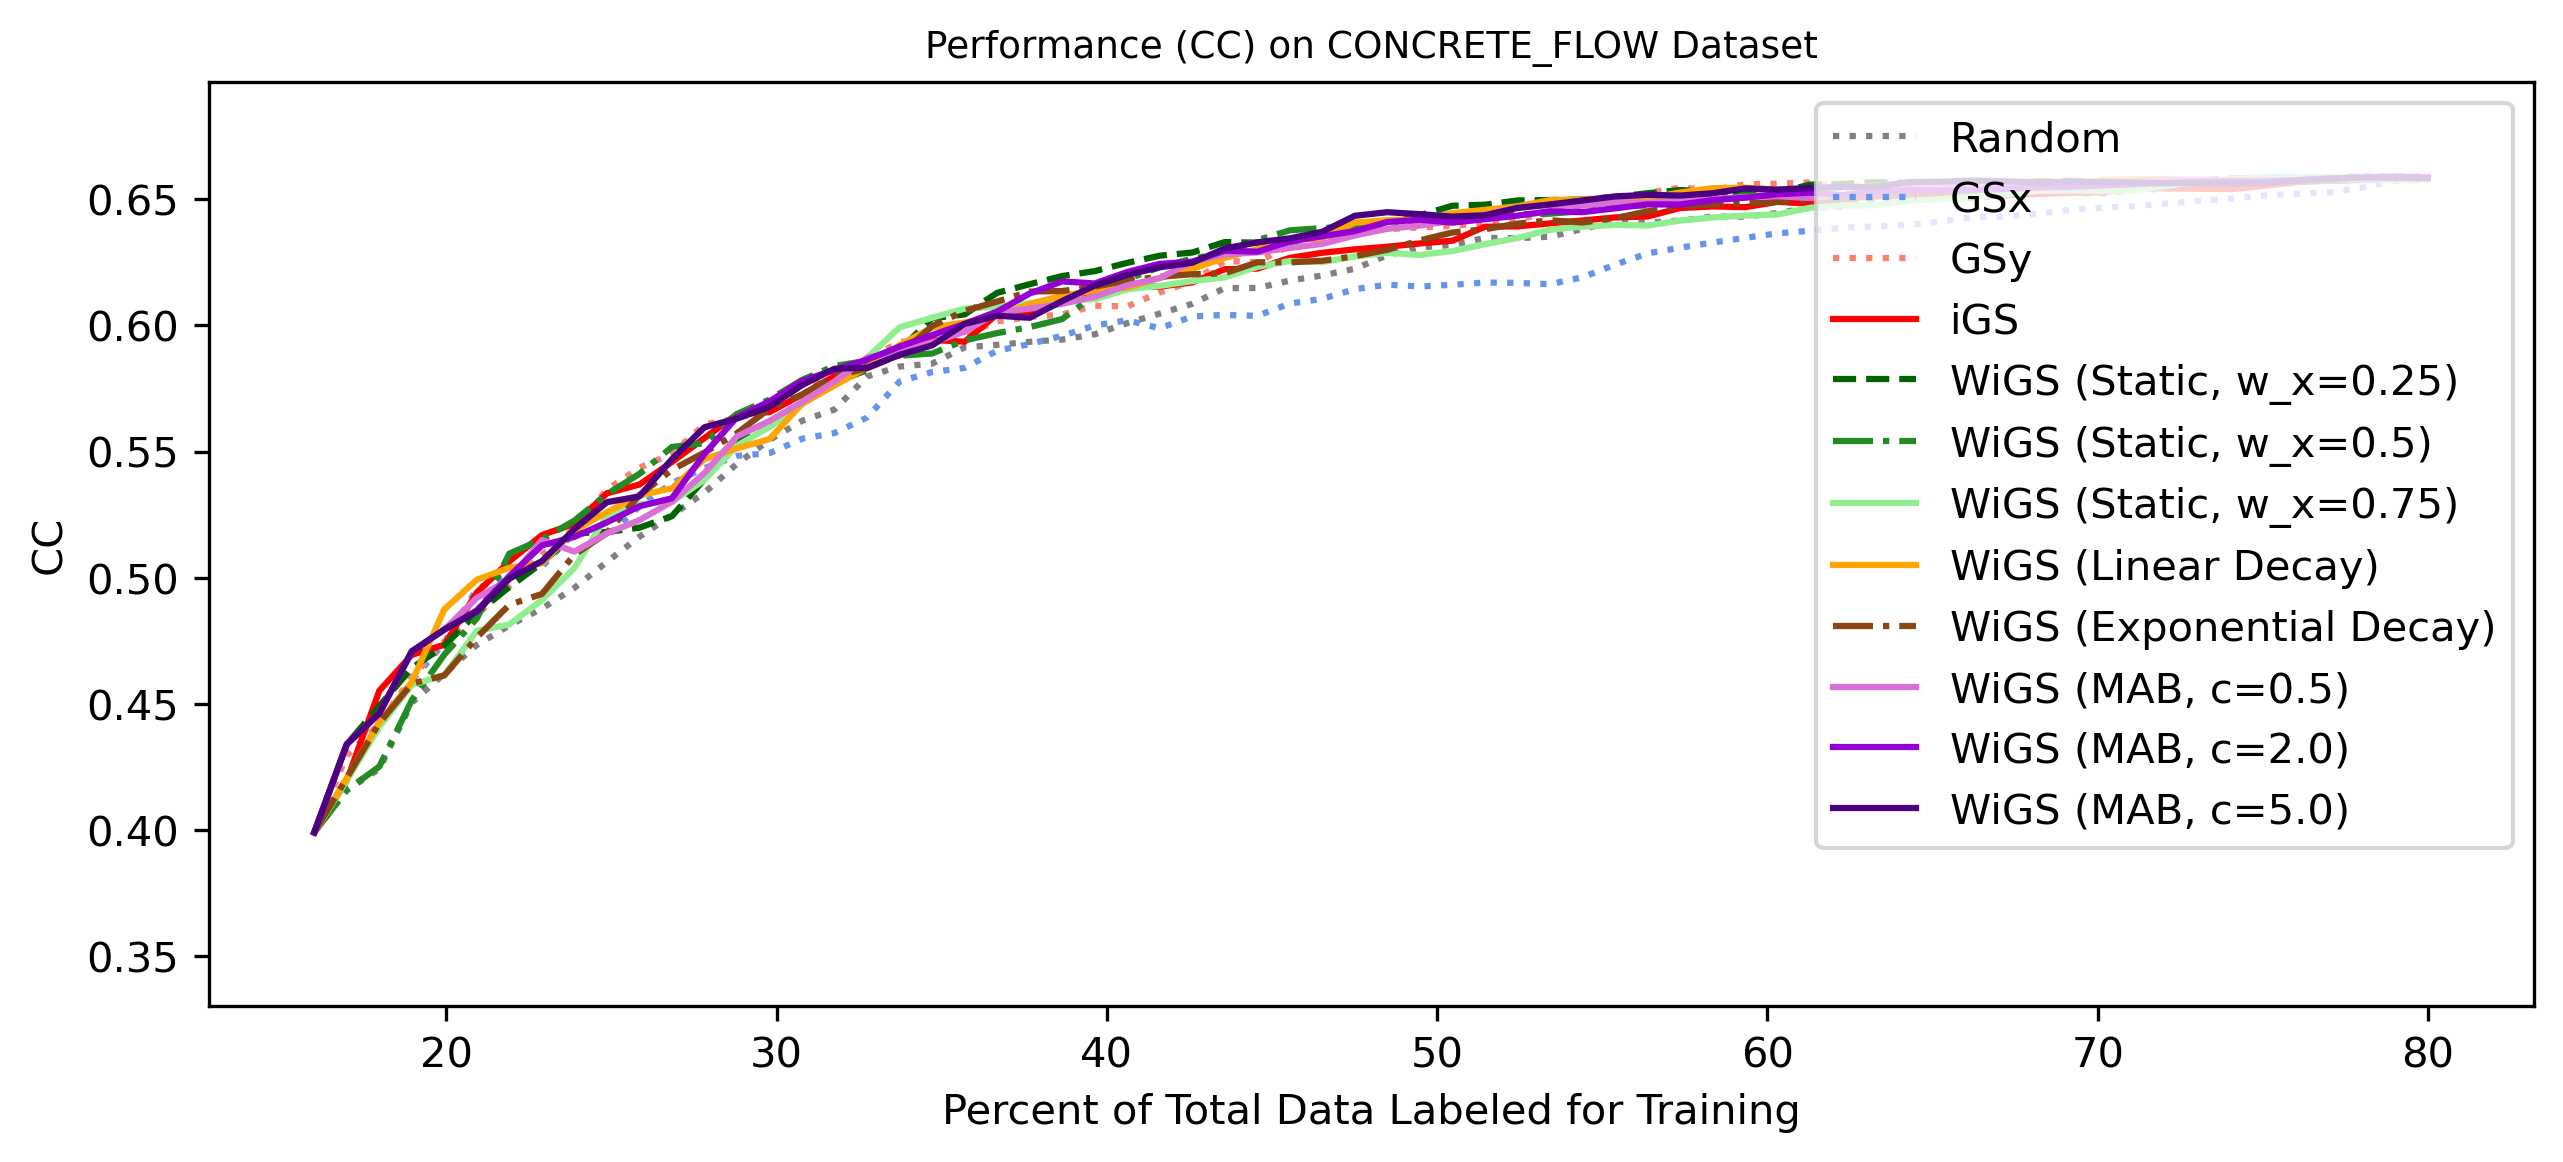 Performance (CC) on CONCRETE_FLOW Dataset
CC
0.65
0.60
0.55
0.50
0.45
0.40
0.35
20 30 40 50 60 70 80
Percent of Total Data Labeled for Training
Random
GSx
GSy
iGS
WiGS (Static, w_x=0.25)
WiGS (Static, w_x=0.5)
WiGS (Static, w_x=0.75)
WiGS (Linear Decay)
WiGS (Exponential Decay)
WiGS (MAB, c=0.5)
WiGS (MAB, c=2.0)
WiGS (MAB, c=5.0)